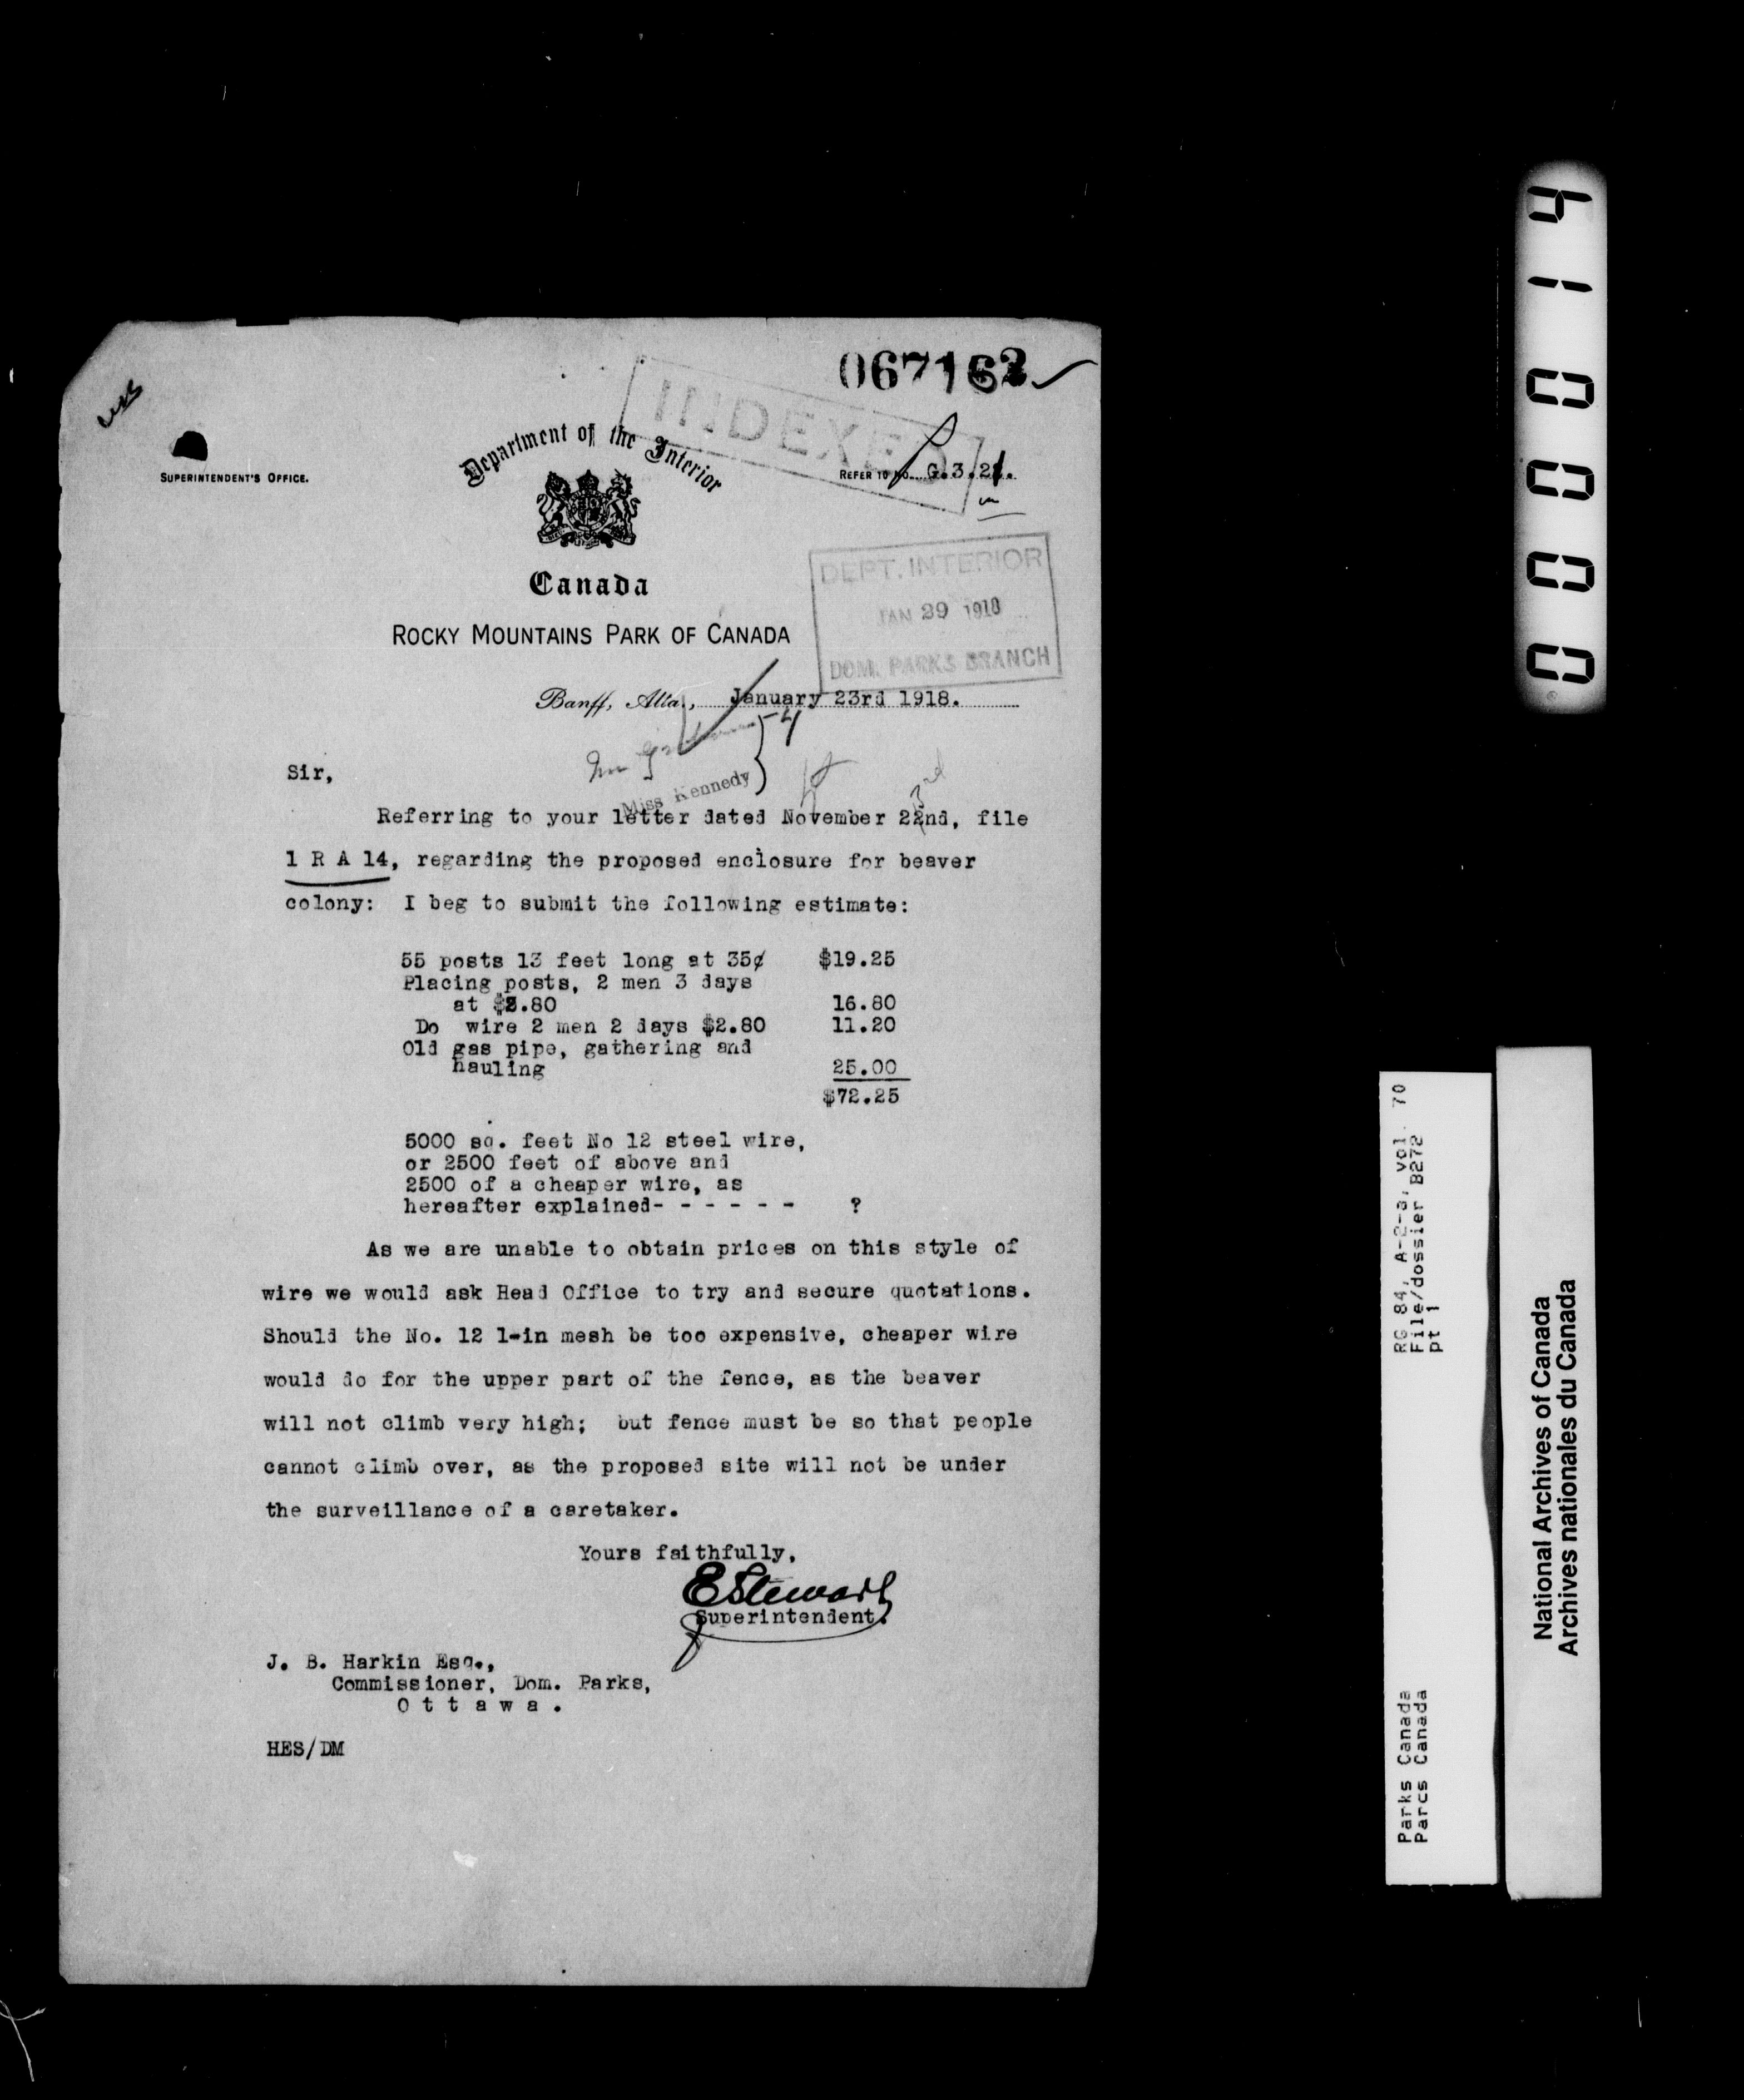 067162
INDEXED
SUPERINTENDENT'S OFFICE.
Department of the Interior
REFER TO NO. G.3.21.
Canada
DEPT. INTERIOR
JAN 29 1918
DOM. PARKS BRANCH
ROCKY MOUNTAINS PARK OF CANADA
Banff, Alta., January 23rd 1918.
Miss Kennedy
Sir,
3rd
Referring to your letter dated November 22nd, file
1 R A 14, regarding the proposed enclosure for beaver
colony: I beg to submit the following estimate:
55 posts 13 feet long at 35¢ $19.25
Placing posts, 2 men 3 days
at $2.80 16.80
Do wire 2 men 2 days $2.80 11.20
Old gas pipe, gathering and
hauling 25.00
$72.25
5000 sq. feet No 12 steel wire,
or 2500 feet of above and
2500 of a cheaper wire, as
hereafter explained- - - - - - ?
As we are unable to obtain prices on this style of
wire we would ask Head Office to try and secure quotations.
Should the No. 12 1-in mesh be too expensive, cheaper wire
would do for the upper part of the fence, as the beaver
will not climb very high; but fence must be so that people
cannot climb over, as the proposed site will not be under
the surveillance of a caretaker.
Yours faithfully,
E Stewart
Superintendent.
J. B. Harkin Esq.,
Commissioner, Dom. Parks,
O t t a w a .
HES/DM
000014
RG 84, A-2-a, vol. 70
File/dossier B272
pt 1
Parks Canada
Parcs Canada
National Archives of Canada
Archives nationales du Canada